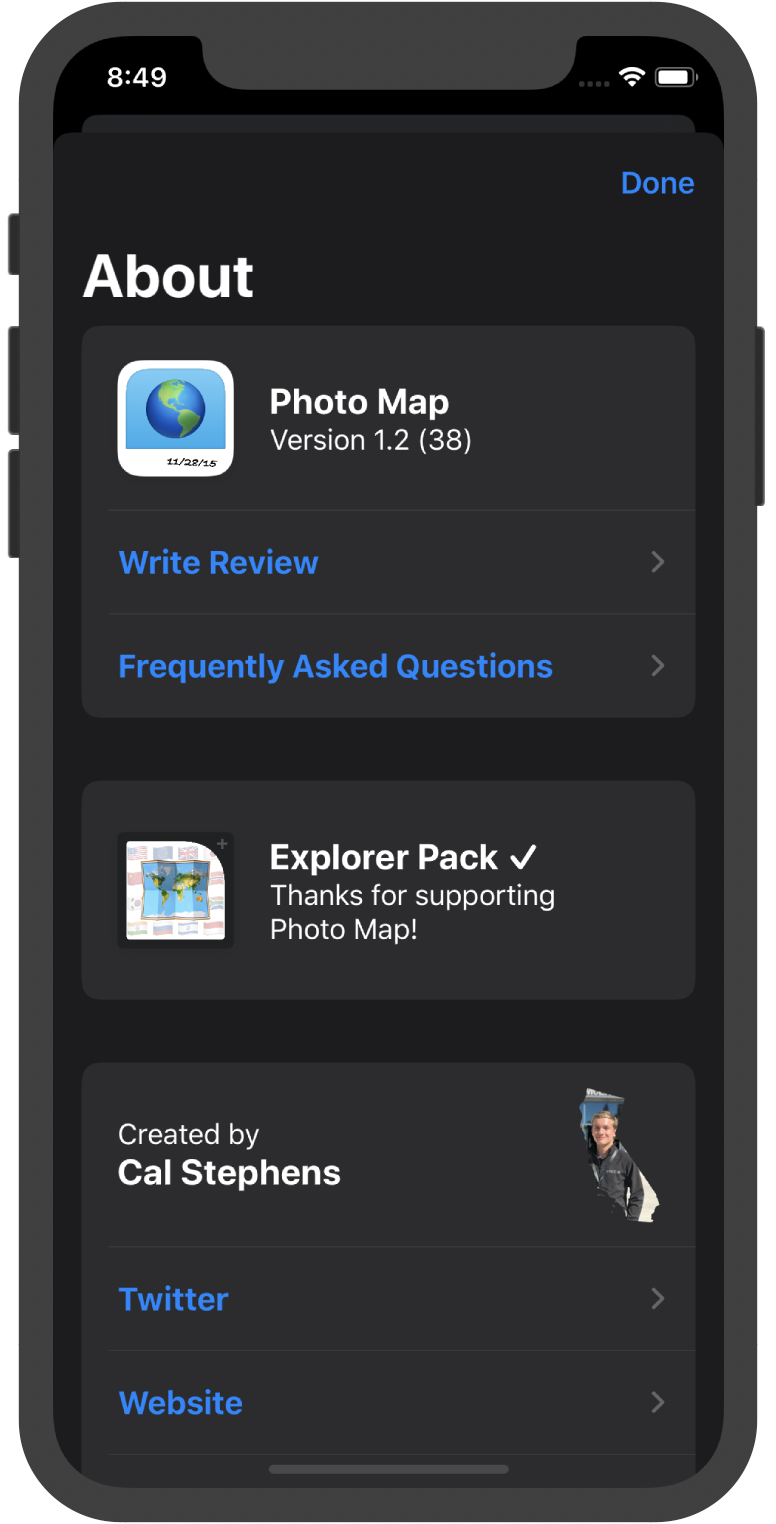 8:49
Done
About
Photo Map
Version 1.2 (38)
11/28/15
Write Review
Frequently Asked Questions
Explorer Pack ✓
Thanks for supporting
Photo Map!
Created by
Cal Stephens
Twitter
Website